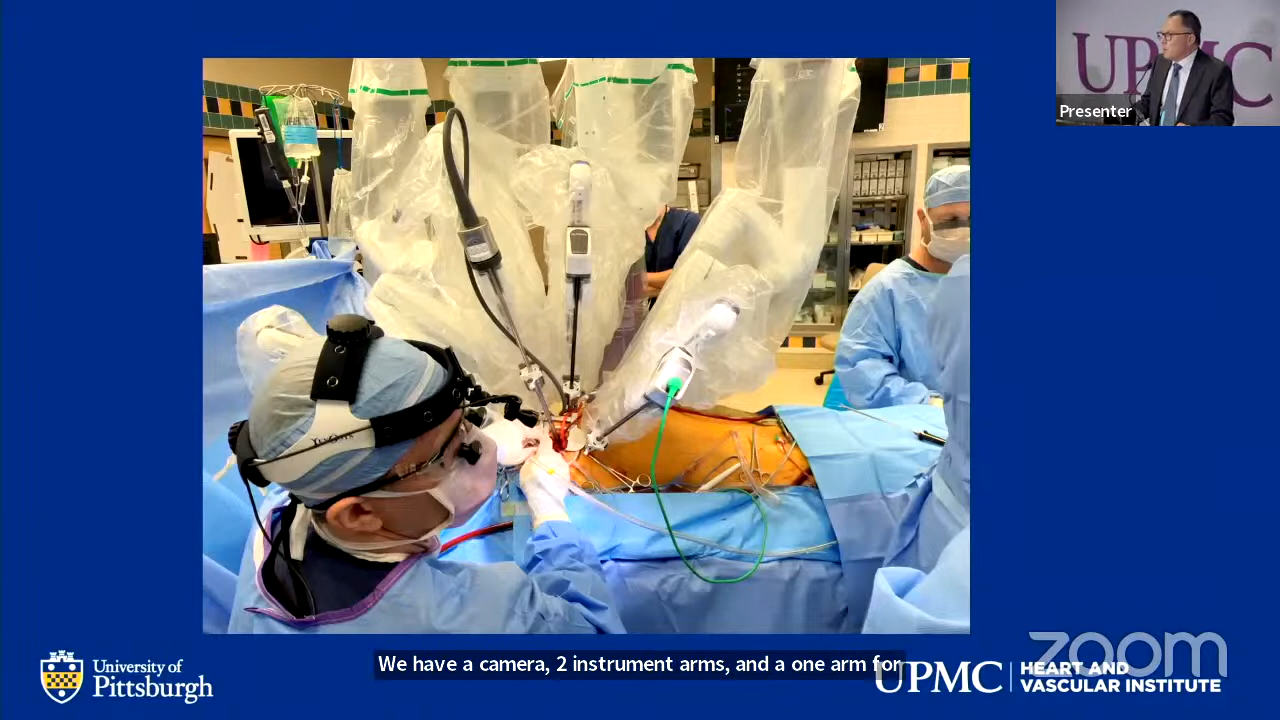 UPMC
Presenter
We have a camera, 2 instrument arms, and a one arm for
University of
Pittsburgh
UPMC
HEART AND
VASCULAR INSTITUTE
zoom